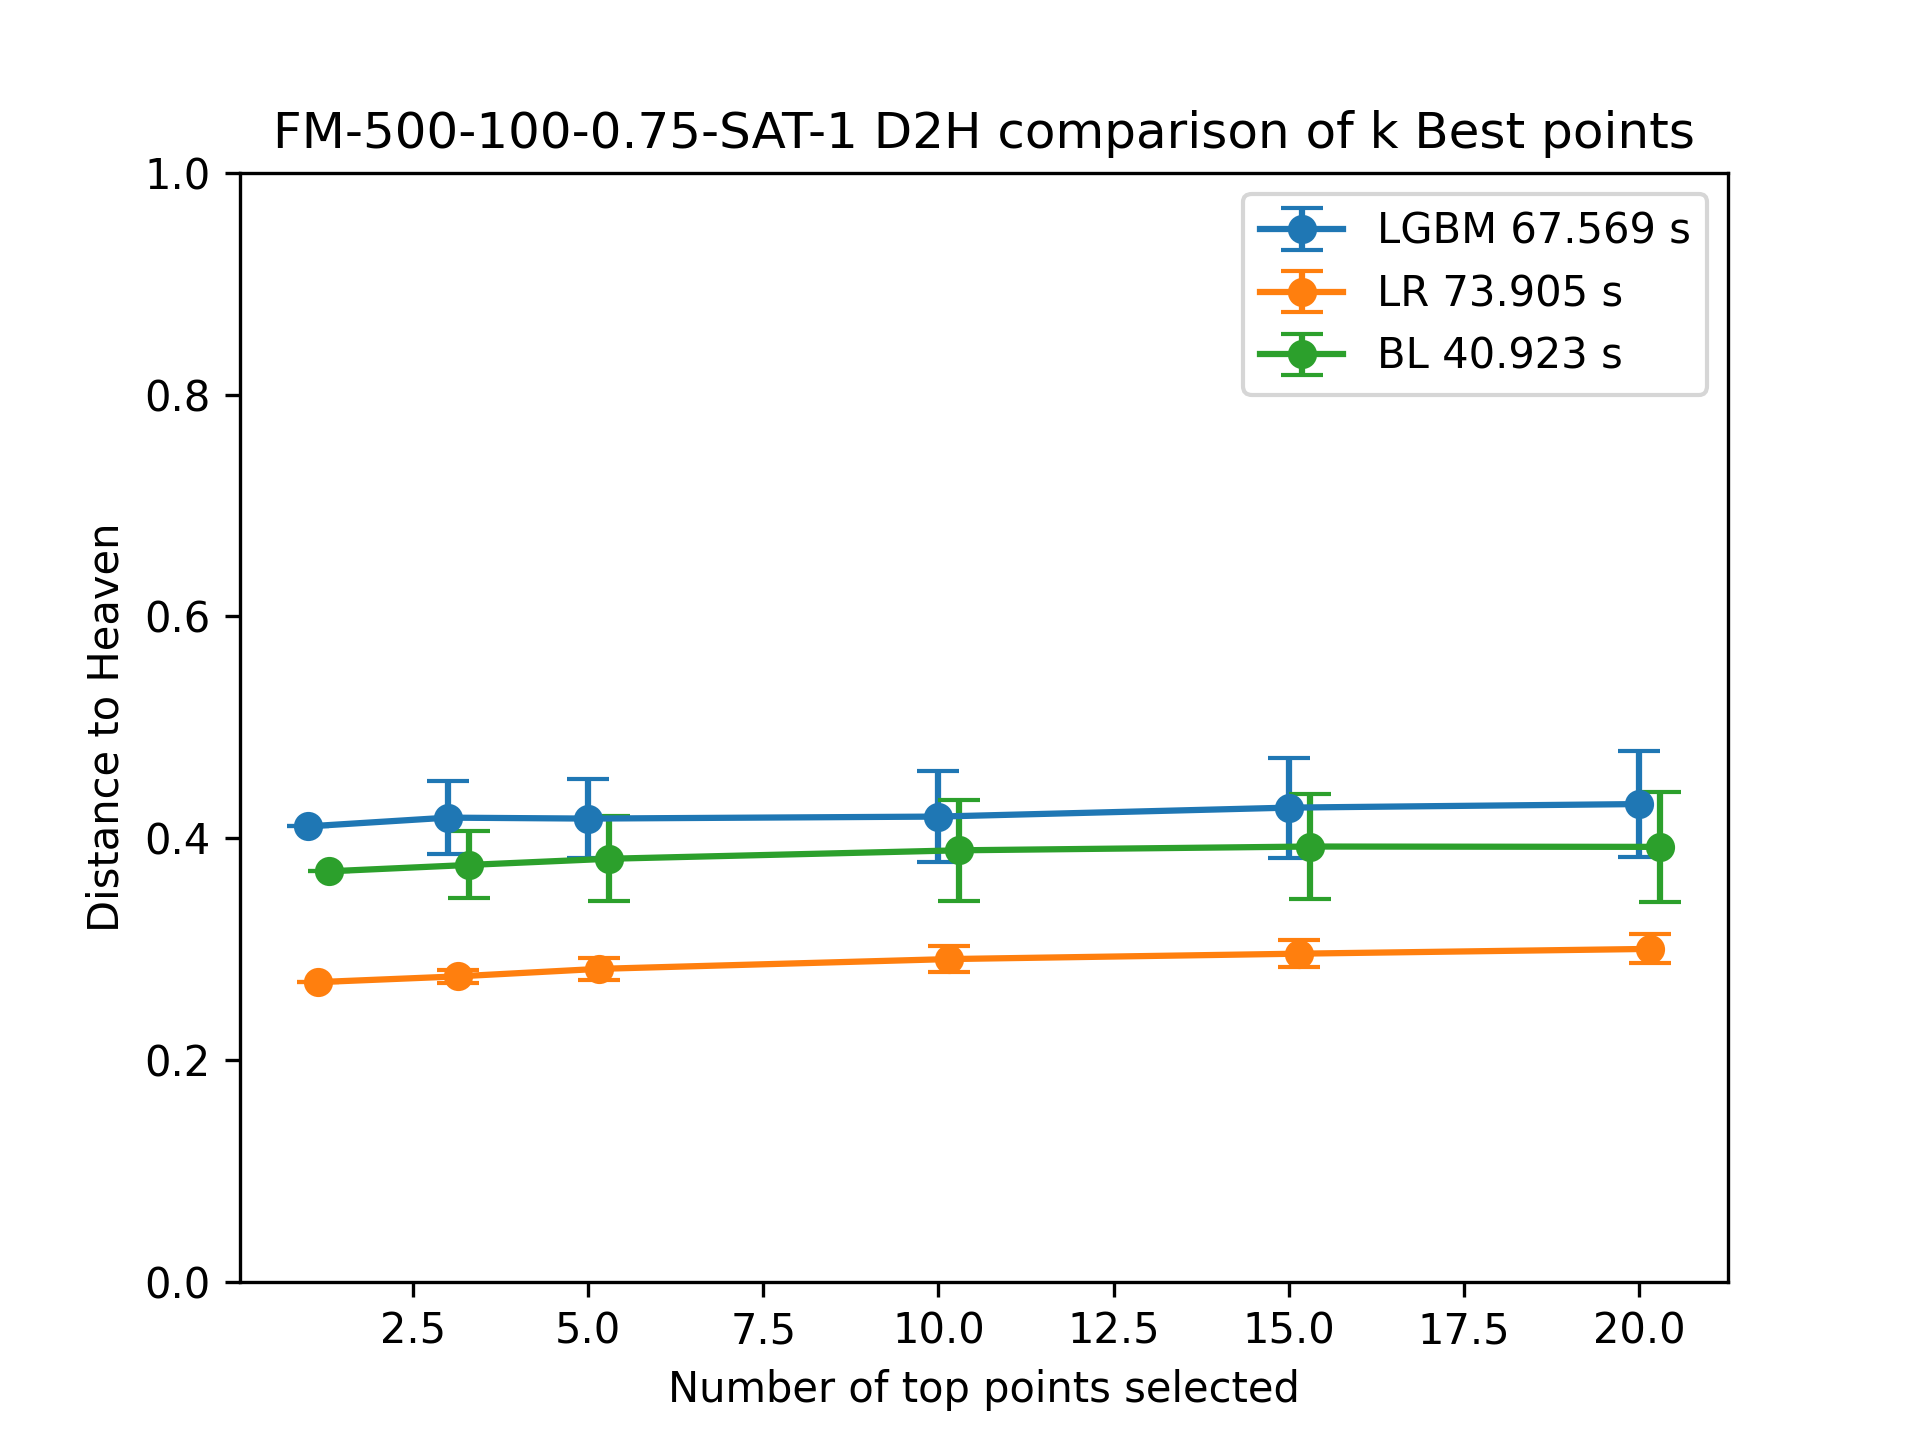 FM-500-100-0.75-SAT-1 D2H comparison of k Best points
1.0
0.8
0.6
0.4
0.2
0.0
Distance to Heaven
LGBM 67.569 s
LR 73.905 s
BL 40.923 s
2.5 5.0 7.5 10.0 12.5 15.0 17.5 20.0
Number of top points selected